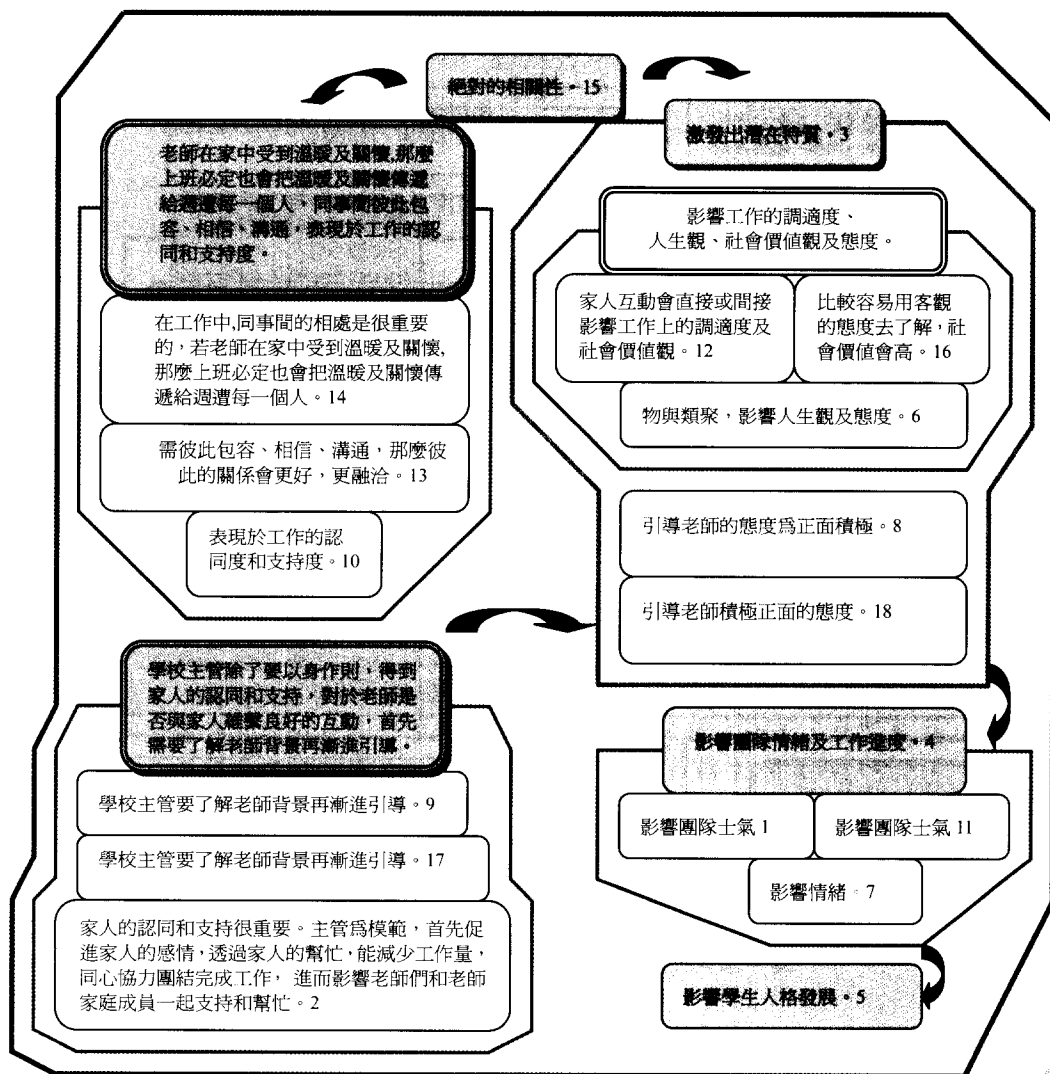 絕對的相關性。15
老師在家中受到溫暖及關懷,那麼
上班必定也會把溫暖及關懷傳遞
給週遭每一個人,同事間彼此包
容、相信、溝通,表現於工作的認
同和支持度。
在工作中,同事間的相處是很重要
的,若老師在家中受到溫暖及關懷,
那麼上班必定也會把溫暖及關懷傳
遞給週遭每一個人。14
需彼此包容、相信、溝通,那麼彼
此的關係會更好,更融洽。13
表現於工作的認
同度和支持度。10
激發出潛在特質。3
影響工作的調適度、
人生觀、社會價值觀及態度。
家人互動會直接或間接
影響工作上的調適度及
社會價值觀。12
比較容易用客觀
的態度去了解,社
會價值會高。16
物與類聚,影響人生觀及態度。6
引導老師的態度爲正面積極。8
引導老師積極正面的態度。18
學校主管除了要以身作則,得到
家人的認同和支持,對於老師是
否與家人維繫良好的互動,首先
需要了解老師背景再漸進引導。
學校主管要了解老師背景再漸進引導。9
學校主管要了解老師背景再漸進引導。17
家人的認同和支持很重要。主管爲模範,首先促
進家人的感情,透過家人的幫忙,能減少工作量,
同心協力團結完成工作, 進而影響老師們和老師
家庭成員一起支持和幫忙。2
影響團隊情緒及工作進度。4
影響團隊士氣 1
影響團隊士氣 11
影響情緒。7
影響學生人格發展。5